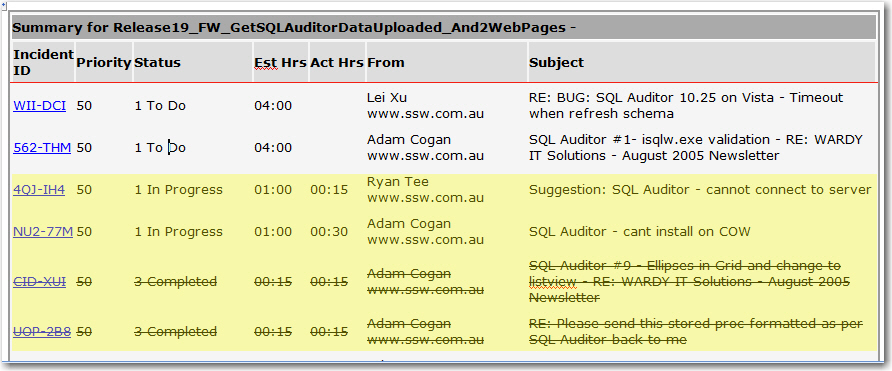 Summary for Release19_FW_GetSQLAuditorDataUploaded_And2WebPages -
Incident ID Priority Status Est Hrs Act Hrs From Subject
WII-DCI 50 1 To Do 04:00 Lei Xu RE: BUG: SQL Auditor 10.25 on Vista - Timeout
www.ssw.com.au when refresh schema
562-THM 50 1 To Do 04:00 Adam Cogan SQL Auditor #1- isqlw.exe validation - RE: WARDY
www.ssw.com.au IT Solutions - August 2005 Newsletter
4QJ-IH4 50 1 In Progress 01:00 00:15 Ryan Tee Suggestion: SQL Auditor - cannot connect to server
www.ssw.com.au
NU2-77M 50 1 In Progress 01:00 00:30 Adam Cogan SQL Auditor - cant install on COW
www.ssw.com.au
CID-XUI 50 3 Completed 00:15 00:15 Adam Cogan SQL Auditor #9 - Ellipses in Grid and change to
www.ssw.com.au listview - RE: WARDY IT Solutions - August 2005
Newsletter
UOP-2B8 50 3 Completed 00:15 00:15 Adam Cogan RE: Please send this stored proc formatted as per
www.ssw.com.au SQL Auditor back to me